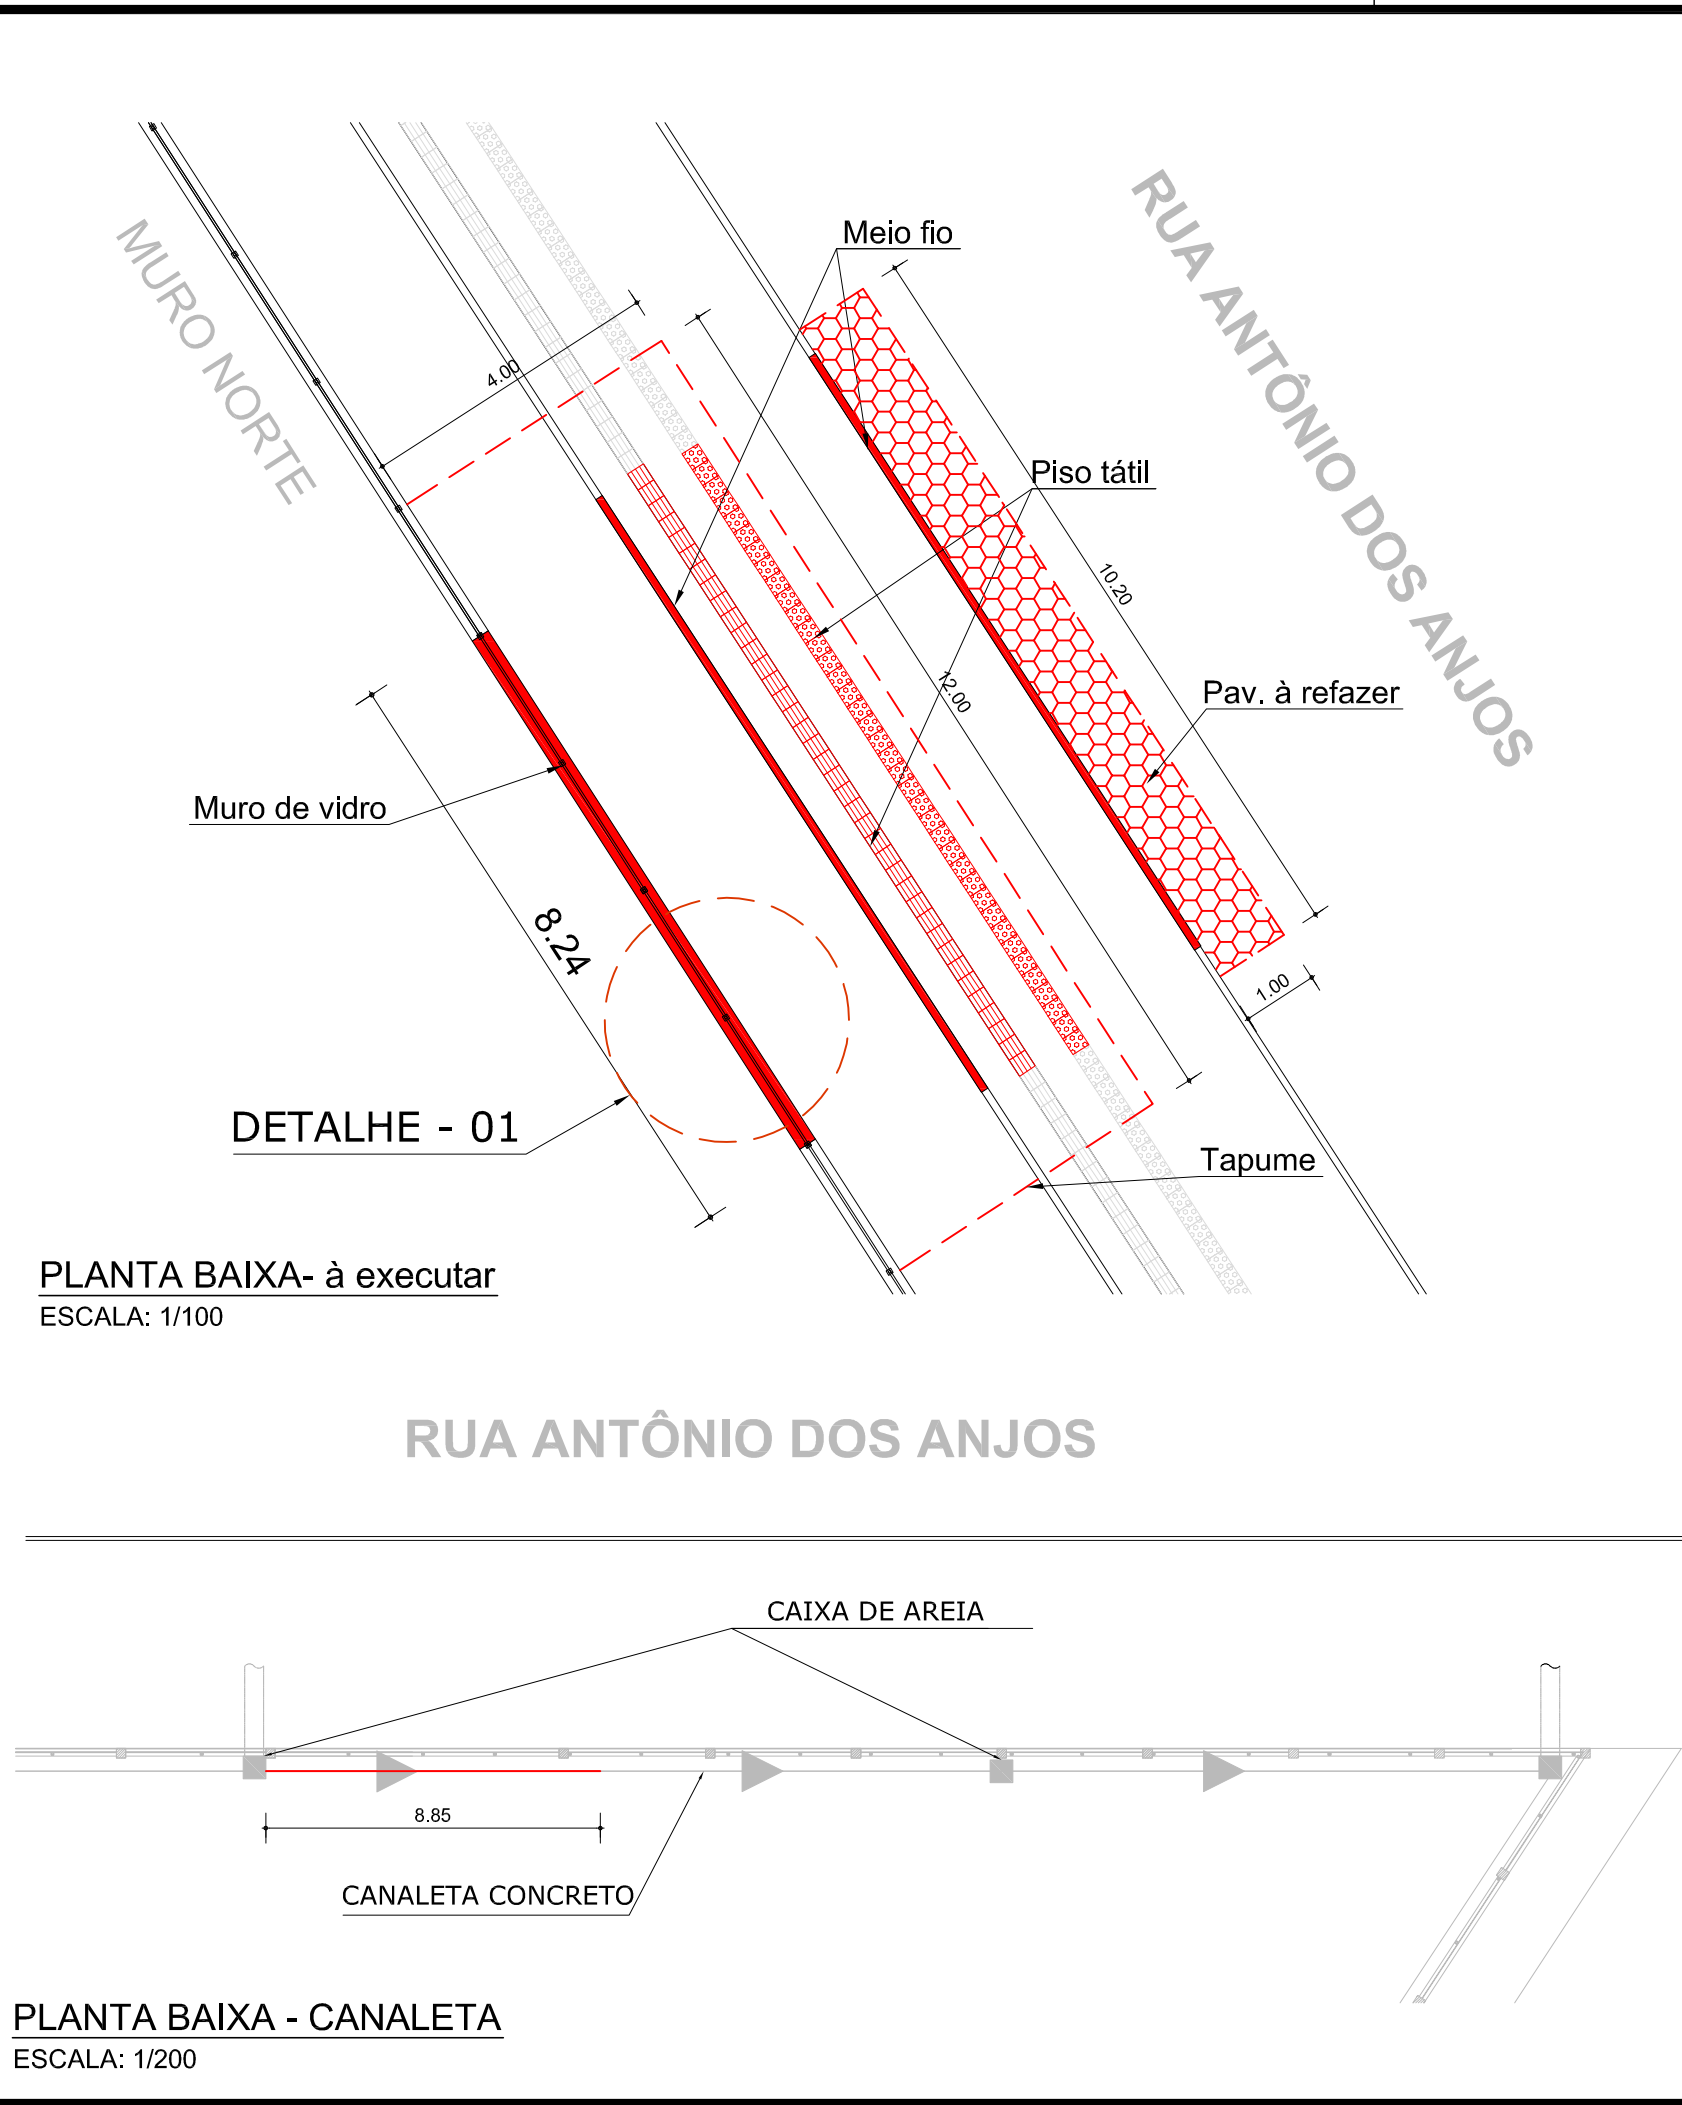 MURO NORTE
RUA ANTÔNIO DOS ANJOS
Meio fio
4.00
Piso tátil
10.20
12.00
Pav. à refazer
Muro de vidro
8.24
1.00
DETALHE - 01
Tapume
PLANTA BAIXA- à executar
ESCALA: 1/100
RUA ANTÔNIO DOS ANJOS
CAIXA DE AREIA
8.85
CANALETA CONCRETO
PLANTA BAIXA - CANALETA
ESCALA: 1/200